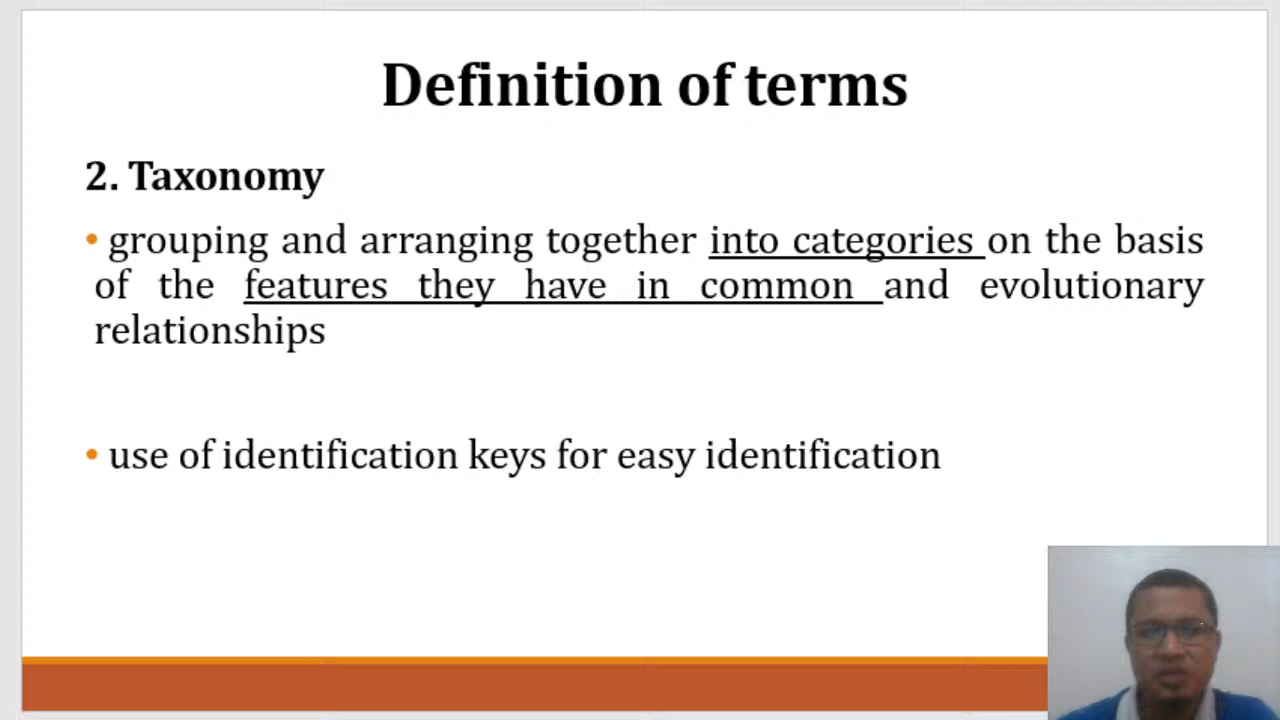 Definition of terms
2. Taxonomy
• grouping and arranging together into categories on the basis
of the features they have in common and evolutionary
relationships
• use of identification keys for easy identification